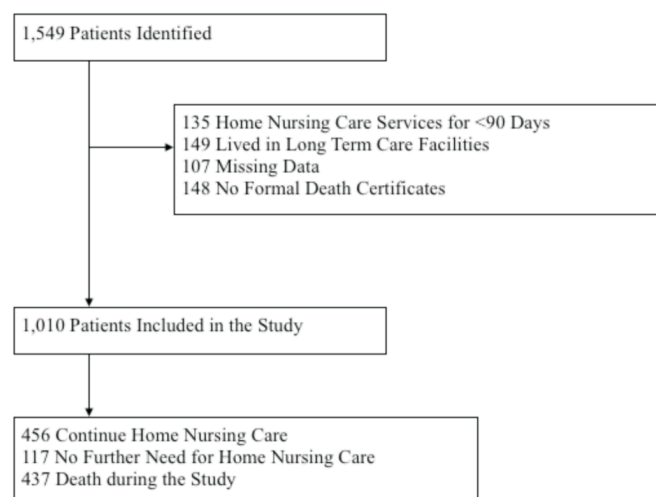 1,549 Patients Identified
135 Home Nursing Care Services for <90 Days
149 Lived in Long Term Care Facilities
107 Missing Data
148 No Formal Death Certificates
1,010 Patients Included in the Study
456 Continue Home Nursing Care
117 No Further Need for Home Nursing Care
437 Death during the Study